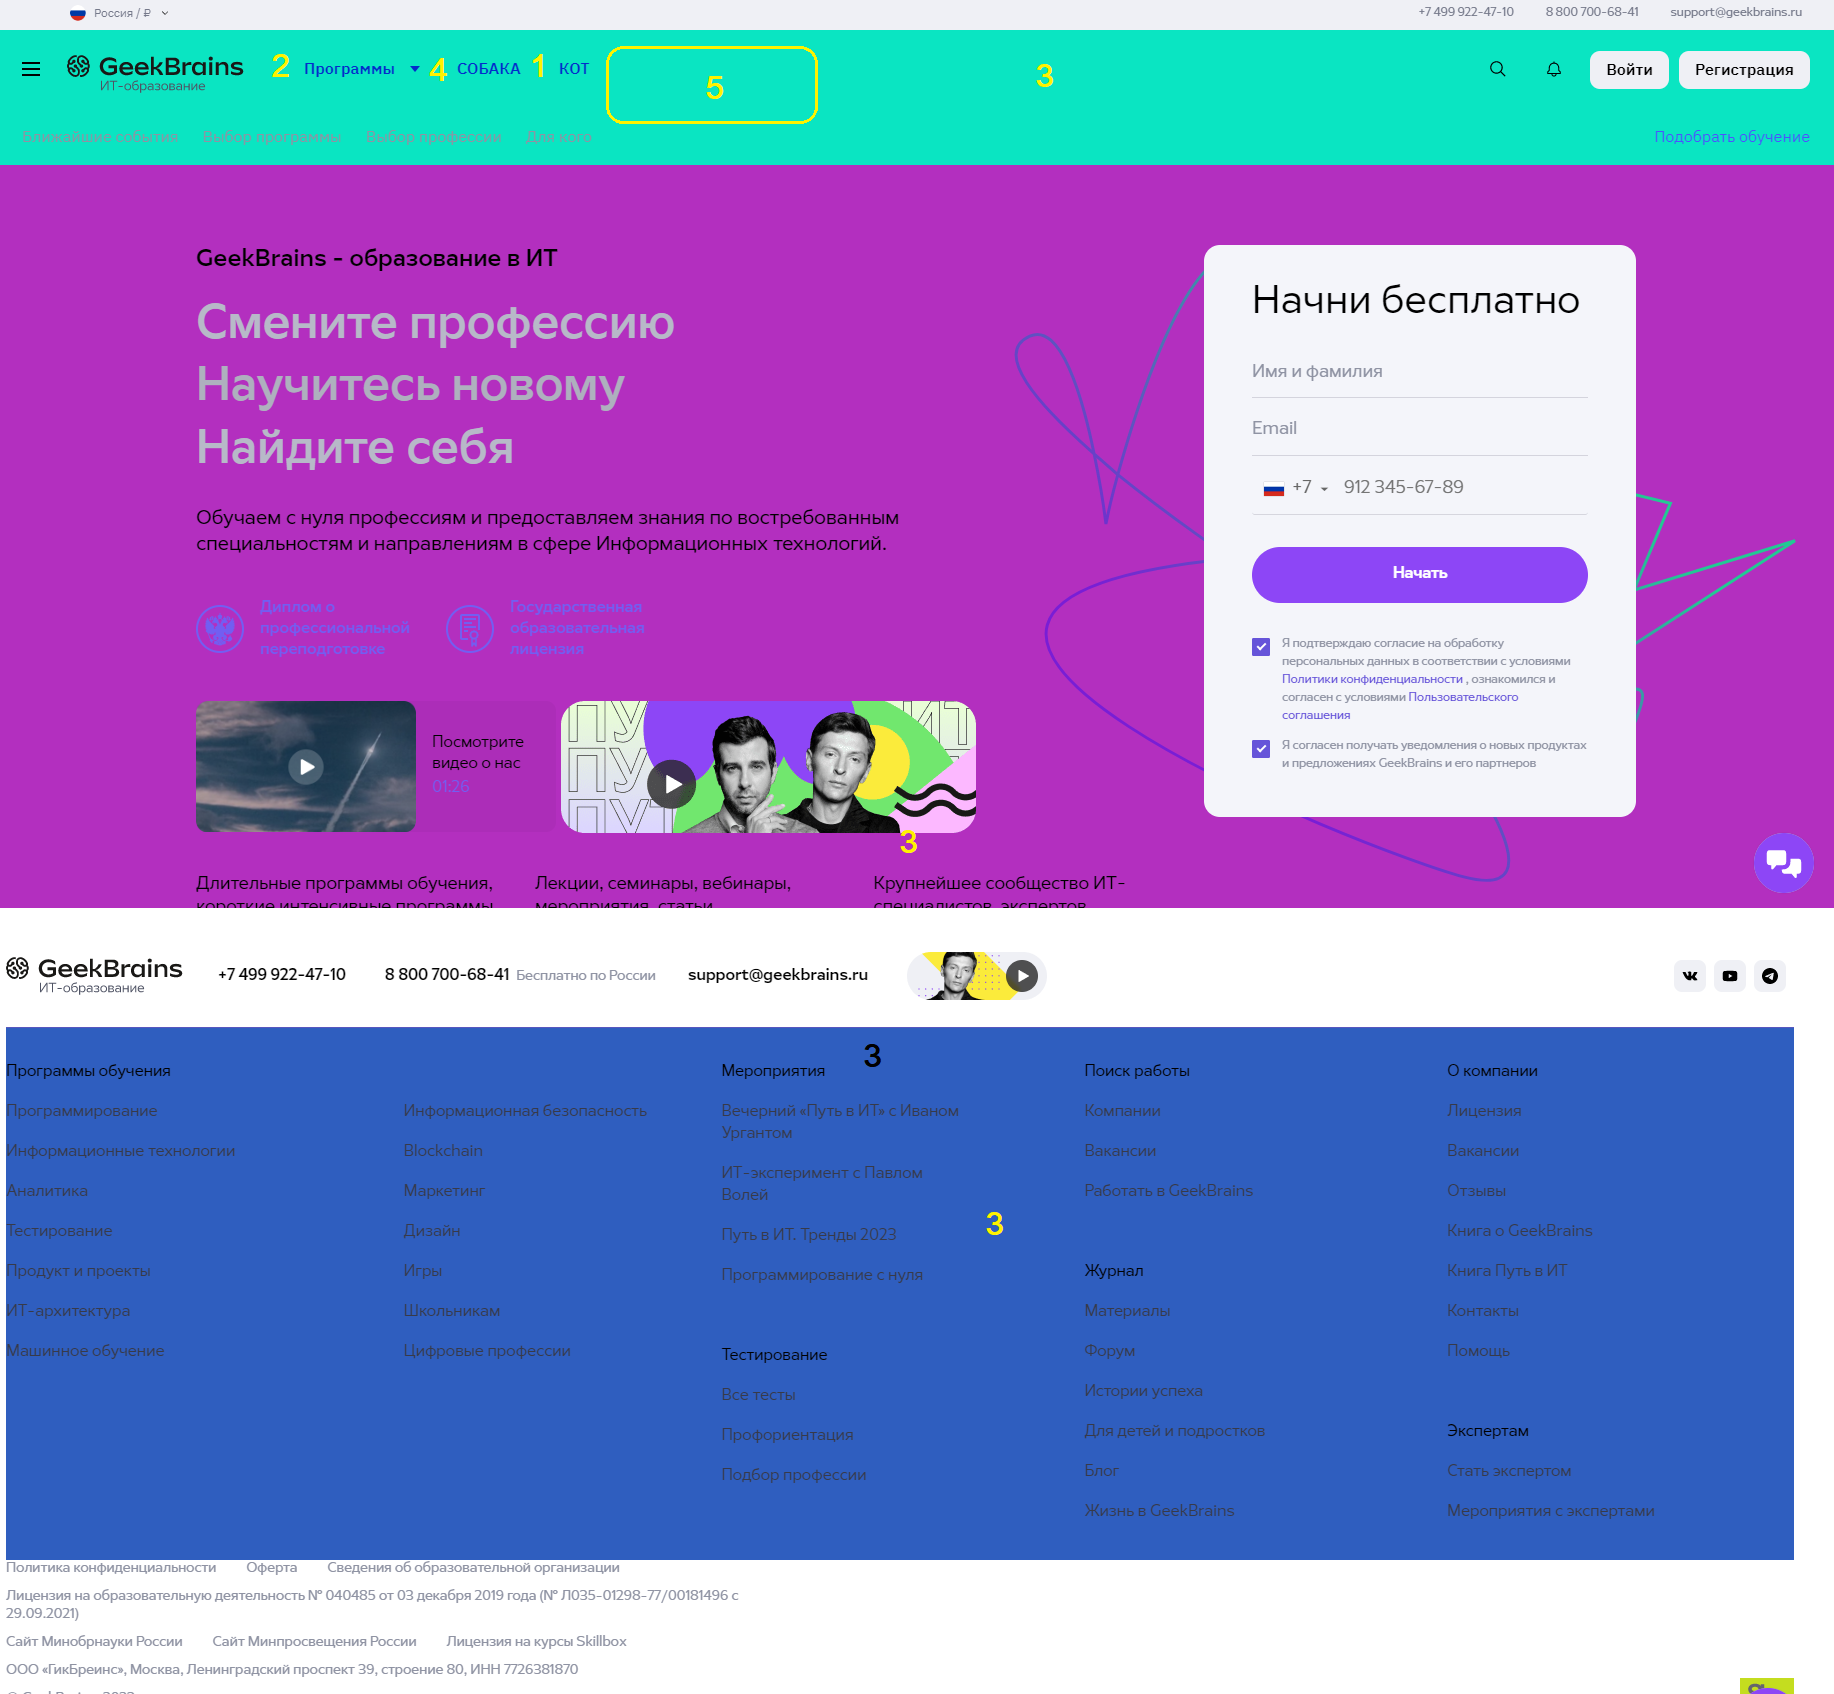 Россия / ₽
+7 499 922-47-10
8 800 700-68-41
support@geekbrains.ru
GeekBrains
ИТ-образование
2
Программы
4
СОБАКА
1
КОТ
5
3
Войти
Регистрация
Ближайшие события
Выбор программы
Выбор профессии
Для кого
Подобрать обучение
GeekBrains - образование в ИТ
Смените профессию
Научитесь новому
Найдите себя
Обучаем с нуля профессиям и предоставляем знания по востребованным
специальностям и направлениям в сфере Информационных технологий.
Диплом о
профессиональной
переподготовке
Государственная
образовательная
лицензия
Посмотрите
видео о нас
01:26
3
Длительные программы обучения,
короткие интенсивные программы
Лекции, семинары, вебинары,
мероприятия, статьи
Крупнейшее сообщество ИТ-
специалистов, экспертов
Начни бесплатно
Имя и фамилия
Email
+7
912 345-67-89
Начать
Я подтверждаю согласие на обработку
персональных данных в соответствии с условиями
Политики конфиденциальности , ознакомился и
согласен с условиями Пользовательского
соглашения
Я согласен получать уведомления о новых продуктах
и предложениях GeekBrains и его партнеров
GeekBrains
ИТ-образование
+7 499 922-47-10
8 800 700-68-41 Бесплатно по России
support@geekbrains.ru
3
Программы обучения
Программирование
Информационные технологии
Аналитика
Тестирование
Продукт и проекты
ИТ-архитектура
Машинное обучение
Информационная безопасность
Blockchain
Маркетинг
Дизайн
Игры
Школьникам
Цифровые профессии
Мероприятия
Вечерний «Путь в ИТ» с Иваном
Ургантом
ИТ-эксперимент с Павлом
Волей
Путь в ИТ. Тренды 2023
Программирование с нуля
3
Тестирование
Все тесты
Профориентация
Подбор профессии
Поиск работы
Компании
Вакансии
Работать в GeekBrains
Журнал
Материалы
Форум
Истории успеха
Для детей и подростков
Блог
Жизнь в GeekBrains
О компании
Лицензия
Вакансии
Отзывы
Книга о GeekBrains
Книга Путь в ИТ
Контакты
Помощь
Экспертам
Стать экспертом
Мероприятия с экспертами
Политика конфиденциальности
Оферта
Сведения об образовательной организации
Лицензия на образовательную деятельность № 040485 от 03 декабря 2019 года (№ Л035-01298-77/00181496 с
29.09.2021)
Сайт Минобрнауки России
Сайт Минпросвещения России
Лицензия на курсы Skillbox
ООО «ГикБреинс», Москва, Ленинградский проспект 39, строение 80, ИНН 7726381870